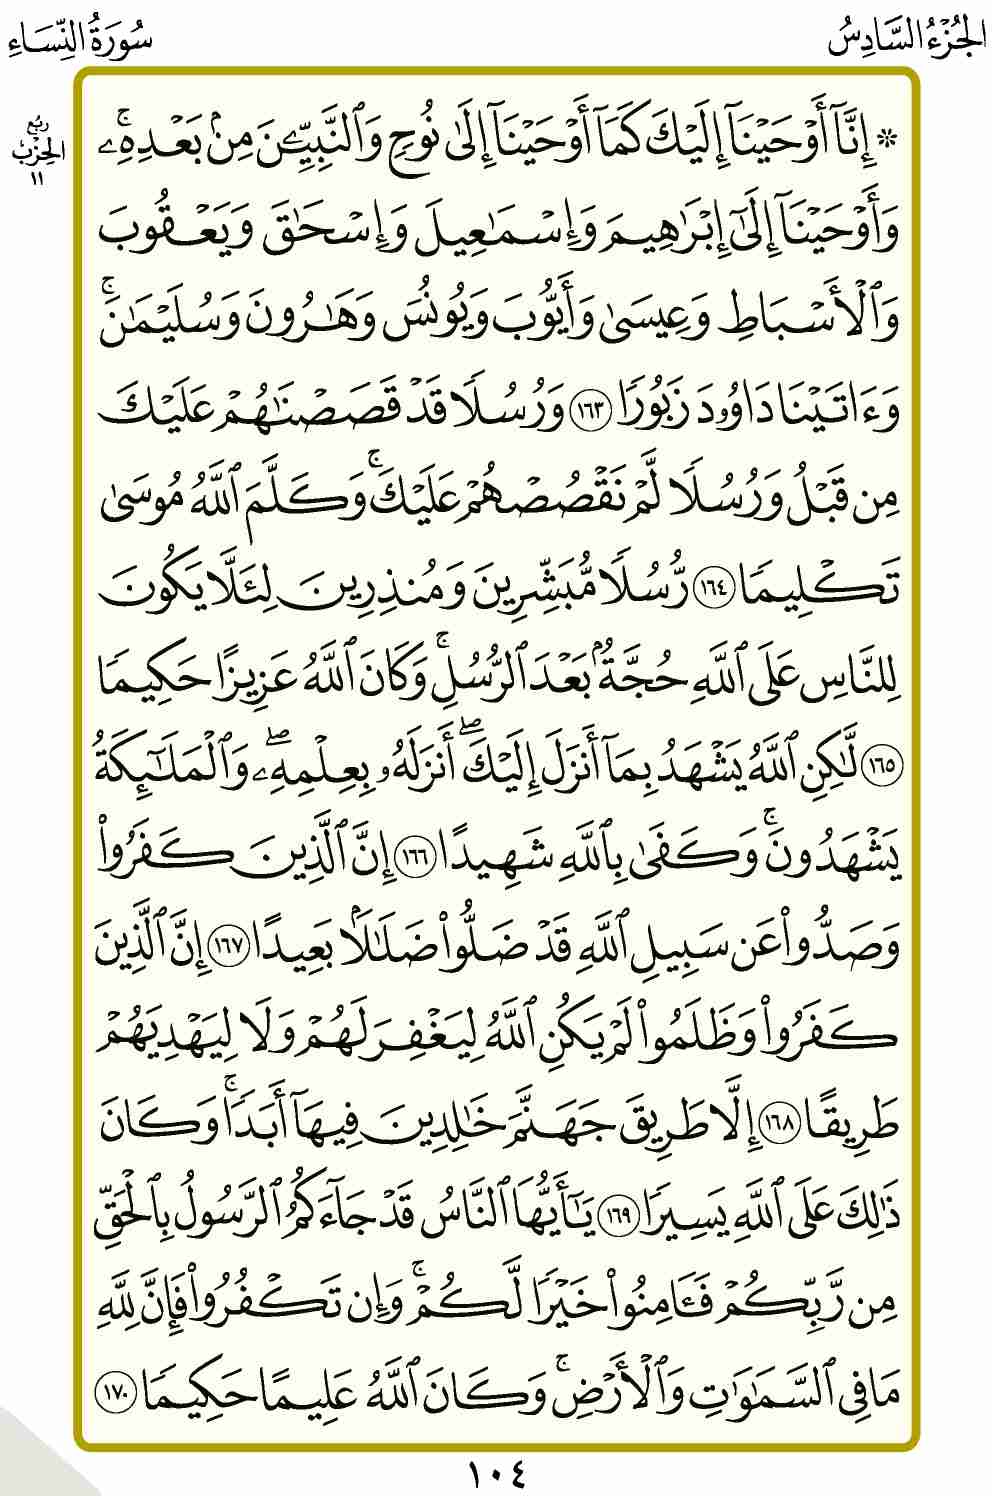 الجُزْءُ السَّادِسُ
سُورَةُ النِّسَاءِ
رُبْع
الحِزْب
١١
* إِنَّآ أَوۡحَيۡنَآ إِلَيۡكَ كَمَآ أَوۡحَيۡنَآ إِلَىٰ نُوحٖ وَٱلنَّبِيِّـۧنَ مِنۢ بَعۡدِهِۦۚ
وَأَوۡحَيۡنَآ إِلَىٰٓ إِبۡرَٰهِيمَ وَإِسۡمَٰعِيلَ وَإِسۡحَٰقَ وَيَعۡقُوبَ
وَٱلۡأَسۡبَاطِ وَعِيسَىٰ وَأَيُّوبَ وَيُونُسَ وَهَٰرُونَ وَسُلَيۡمَٰنَۚ
وَءَاتَيۡنَا دَاوُۥدَ زَبُورٗا ١٦٣ وَرُسُلٗا قَدۡ قَصَصۡنَٰهُمۡ عَلَيۡكَ
مِن قَبۡلُ وَرُسُلٗا لَّمۡ نَقۡصُصۡهُمۡ عَلَيۡكَۚ وَكَلَّمَ ٱللَّهُ مُوسَىٰ
تَكۡلِيمٗا ١٦٤ رُّسُلٗا مُّبَشِّرِينَ وَمُنذِرِينَ لِئَلَّا يَكُونَ
لِلنَّاسِ عَلَى ٱللَّهِ حُجَّةُۢ بَعۡدَ ٱلرُّسُلِۚ وَكَانَ ٱللَّهُ عَزِيزًا حَكِيمٗا
١٦٥ لَّٰكِنِ ٱللَّهُ يَشۡهَدُ بِمَآ أَنزَلَ إِلَيۡكَۖ أَنزَلَهُۥ بِعِلۡمِهِۦۖ وَٱلۡمَلَٰٓئِكَةُ
يَشۡهَدُونَۚ وَكَفَىٰ بِٱللَّهِ شَهِيدًا ١٦٦ إِنَّ ٱلَّذِينَ كَفَرُواْ
وَصَدُّواْ عَن سَبِيلِ ٱللَّهِ قَدۡ ضَلُّواْ ضَلَٰلَۢا بَعِيدًا ١٦٧ إِنَّ ٱلَّذِينَ
كَفَرُواْ وَظَلَمُواْ لَمۡ يَكُنِ ٱللَّهُ لِيَغۡفِرَ لَهُمۡ وَلَا لِيَهۡدِيَهُمۡ
طَرِيقًا ١٦٨ إِلَّا طَرِيقَ جَهَنَّمَ خَٰلِدِينَ فِيهَآ أَبَدٗاۚ وَكَانَ
ذَٰلِكَ عَلَى ٱللَّهِ يَسِيرٗا ١٦٩ يَٰٓأَيُّهَا ٱلنَّاسُ قَدۡ جَآءَكُمُ ٱلرَّسُولُ بِٱلۡحَقِّ
مِن رَّبِّكُمۡ فَـَٔامِنُواْ خَيۡرٗا لَّكُمۡۚ وَإِن تَكۡفُرُواْ فَإِنَّ لِلَّهِ
مَا فِي ٱلسَّمَٰوَٰتِ وَٱلۡأَرۡضِۚ وَكَانَ ٱللَّهُ عَلِيمًا حَكِيمٗا ١٧٠
١٠٤